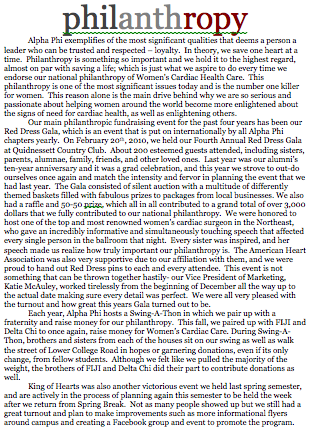 philanthropy
Alpha Phi exemplifies of the most significant qualities that deems a person a
leader who can be trusted and respected – loyalty.  In theory, we save one heart at a
time.  Philanthropy is something so important and we hold it to the highest regard,
almost on par with saving a life; which is just what we aspire to do every time we
endorse our national philanthropy of Women's Cardiac Health Care.  This
philanthropy is one of the most significant issues today and is the number one killer
for women.  This reason alone is the main drive behind why we are so serious and
passionate about helping women around the world become more enlightened about
the signs of need for cardiac health, as well as enlightening others.
Our main philanthropic fundraising event for the past four years has been our
Red Dress Gala, which is an event that is put on internationally by all Alpha Phi
chapters yearly.  On February 20th, 2010, we held our Fourth Annual Red Dress Gala
at Quidnessett Country Club.  About 200 esteemed guests attended, including sisters,
parents, alumnae, family, friends, and other loved ones.  Last year was our alumni's
ten-year anniversary and it was a grad celebration, and this year we strove to out-do
ourselves once again and match the intensity and fervor in planning the event that we
had last year.  The Gala consisted of silent auction with a multitude of differently
themed baskets filled with fabulous prizes to packages from local businesses. We also
had a raffle and 50-50 prize, which all in all contributed to a grand total of over 3,000
dollars that we fully contributed to our national philanthropy.  We were honored to
host one of the top and most renowned women's cardiac surgeon in the Northeast,
who gave an incredibly informative and simultaneously touching speech that affected
every single person in the ballroom that night.  Every sister was inspired, and her
speech made us realize how truly important our philanthropy is.  The American Heart
Association was also very supportive due to our affiliation with them, and we were
proud to hand out Red Dress pins to each and every attendee.  This event is not
something that can be thrown together hastily- our Vice President of Marketing,
Katie McAuley, worked tirelessly from the beginning of December all the way up to
the actual date making sure every detail was perfect.  We were all very pleased with
the turnout and how great this years Gala turned out to be.
Each year, Alpha Phi hosts a Swing-A-Thon in which we pair up with a
fraternity and raise money for our philanthropy.  This fall, we paired up with FIJI and
Delta Chi to once again, raise money for Women's Cardiac Care. During Swing-A-
Thon, brothers and sisters from each of the houses sit on our swing as well as walk
the street of Lower College Road in hopes or garnering donations, even if its only
change, from fellow students.  Although we felt like we pulled the majority of the
weight, the brothers of FIJI and Delta Chi did their part to contribute donations as
well.
King of Hearts was also another victorious event we held last spring semester,
and are actively in the process of planning again this semester to be held the week
after we return from Spring Break.  Not as many people showed up but we still had a
great turnout and plan to make improvements such as more informational flyers
around campus and creating a Facebook group and event to promote the program.